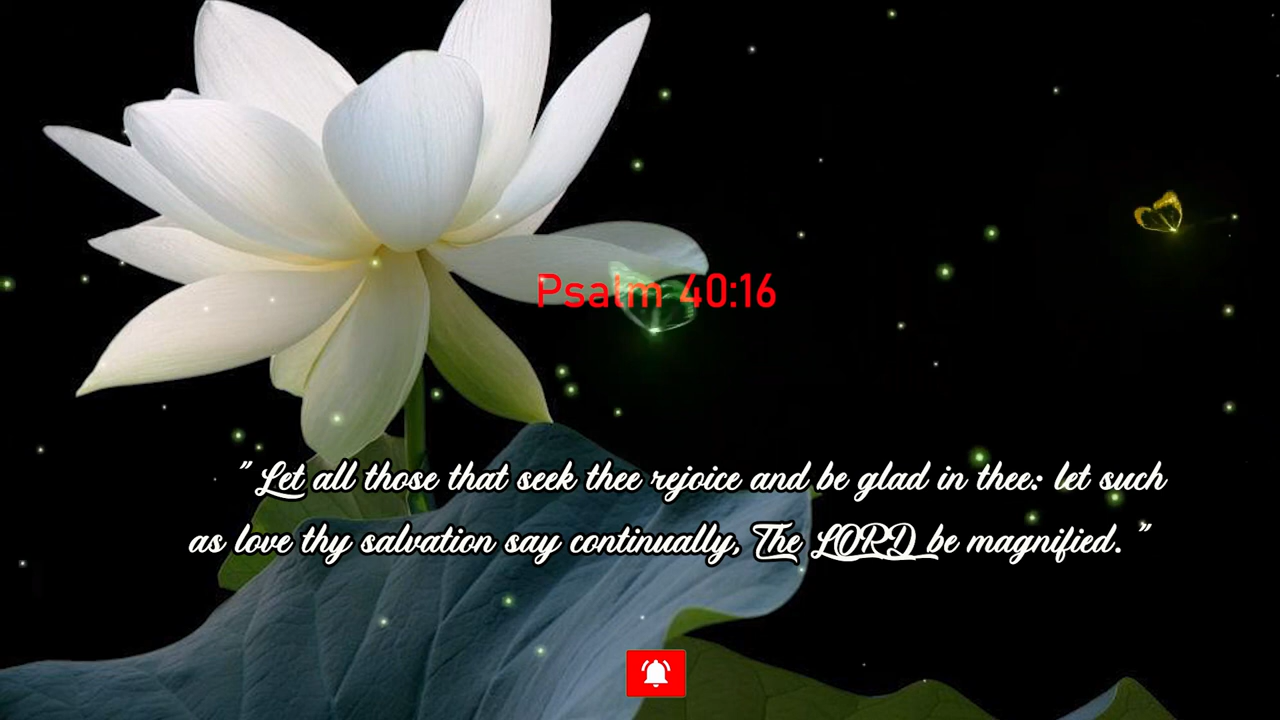 Psalm 40:16
" Let all those that seek thee rejoice and be glad in thee: let such
as love thy salvation say continually, The LORD be magnified. "